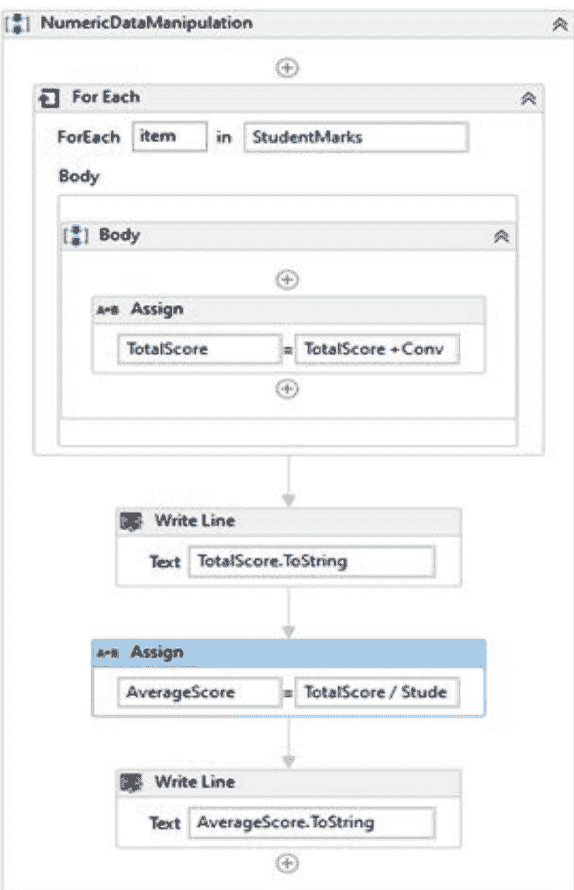 NumericDataManipulation
For Each
ForEach item in StudentMarks
Body
Body
A+B Assign
TotalScore = TotalScore + Conv
Write Line
Text TotalScore.ToString
A+B Assign
AverageScore = TotalScore / Stude
Write Line
Text AverageScore.ToString